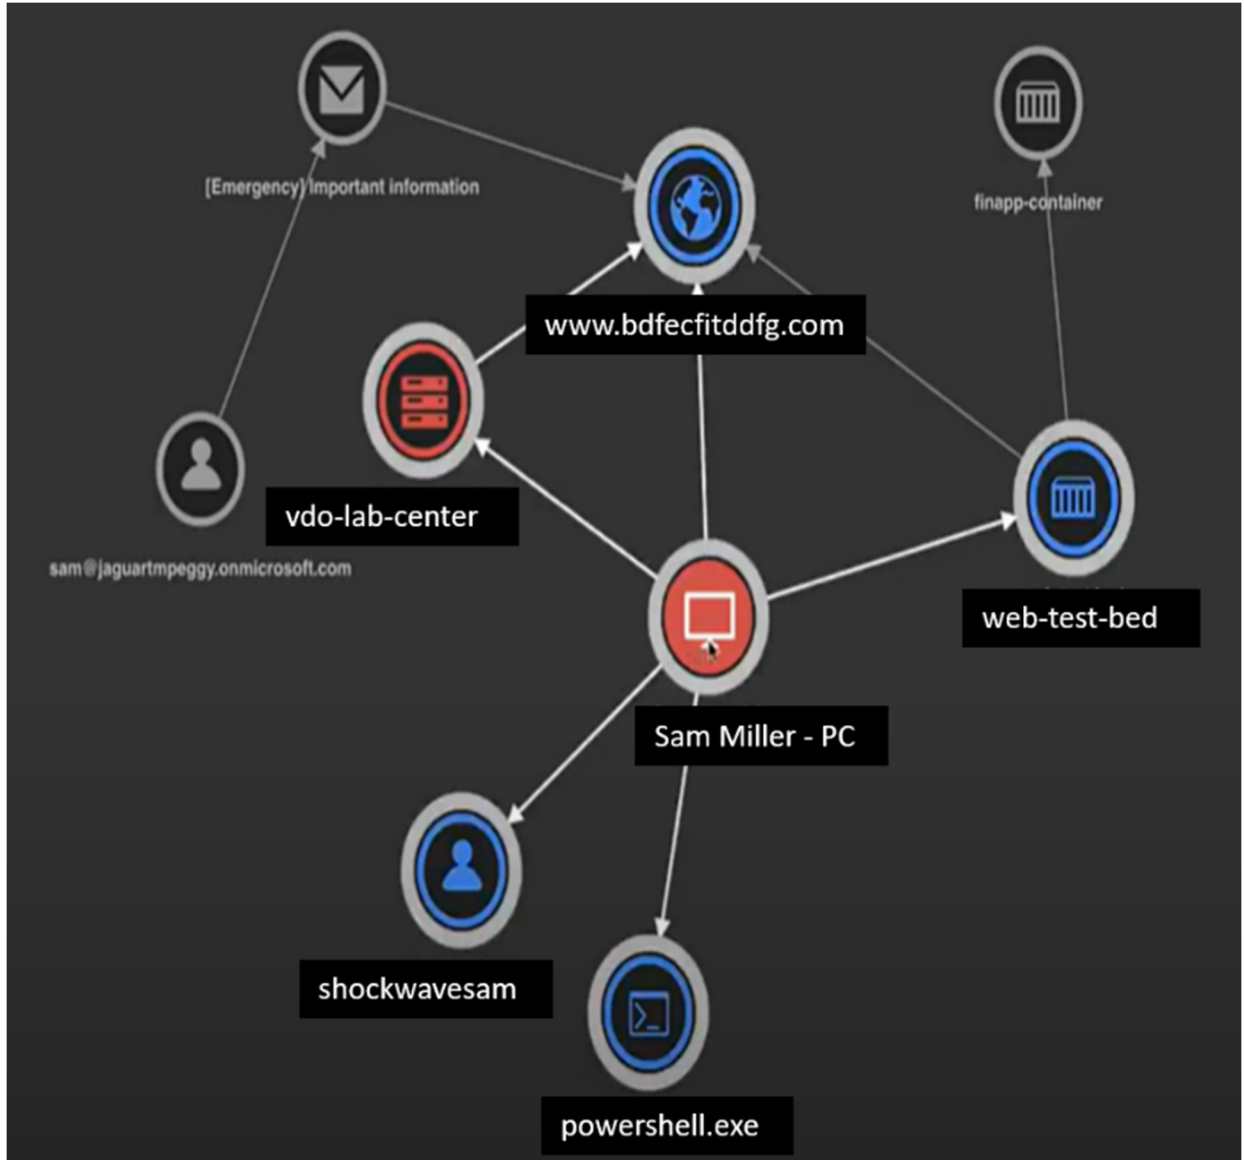 [Emergency] Important information
finapp-container
www.bdfecfitddfg.com
vdo-lab-center
sam@jaguartmpeggy.onmicrosoft.com
web-test-bed
Sam Miller - PC
shockwavesam
powershell.exe